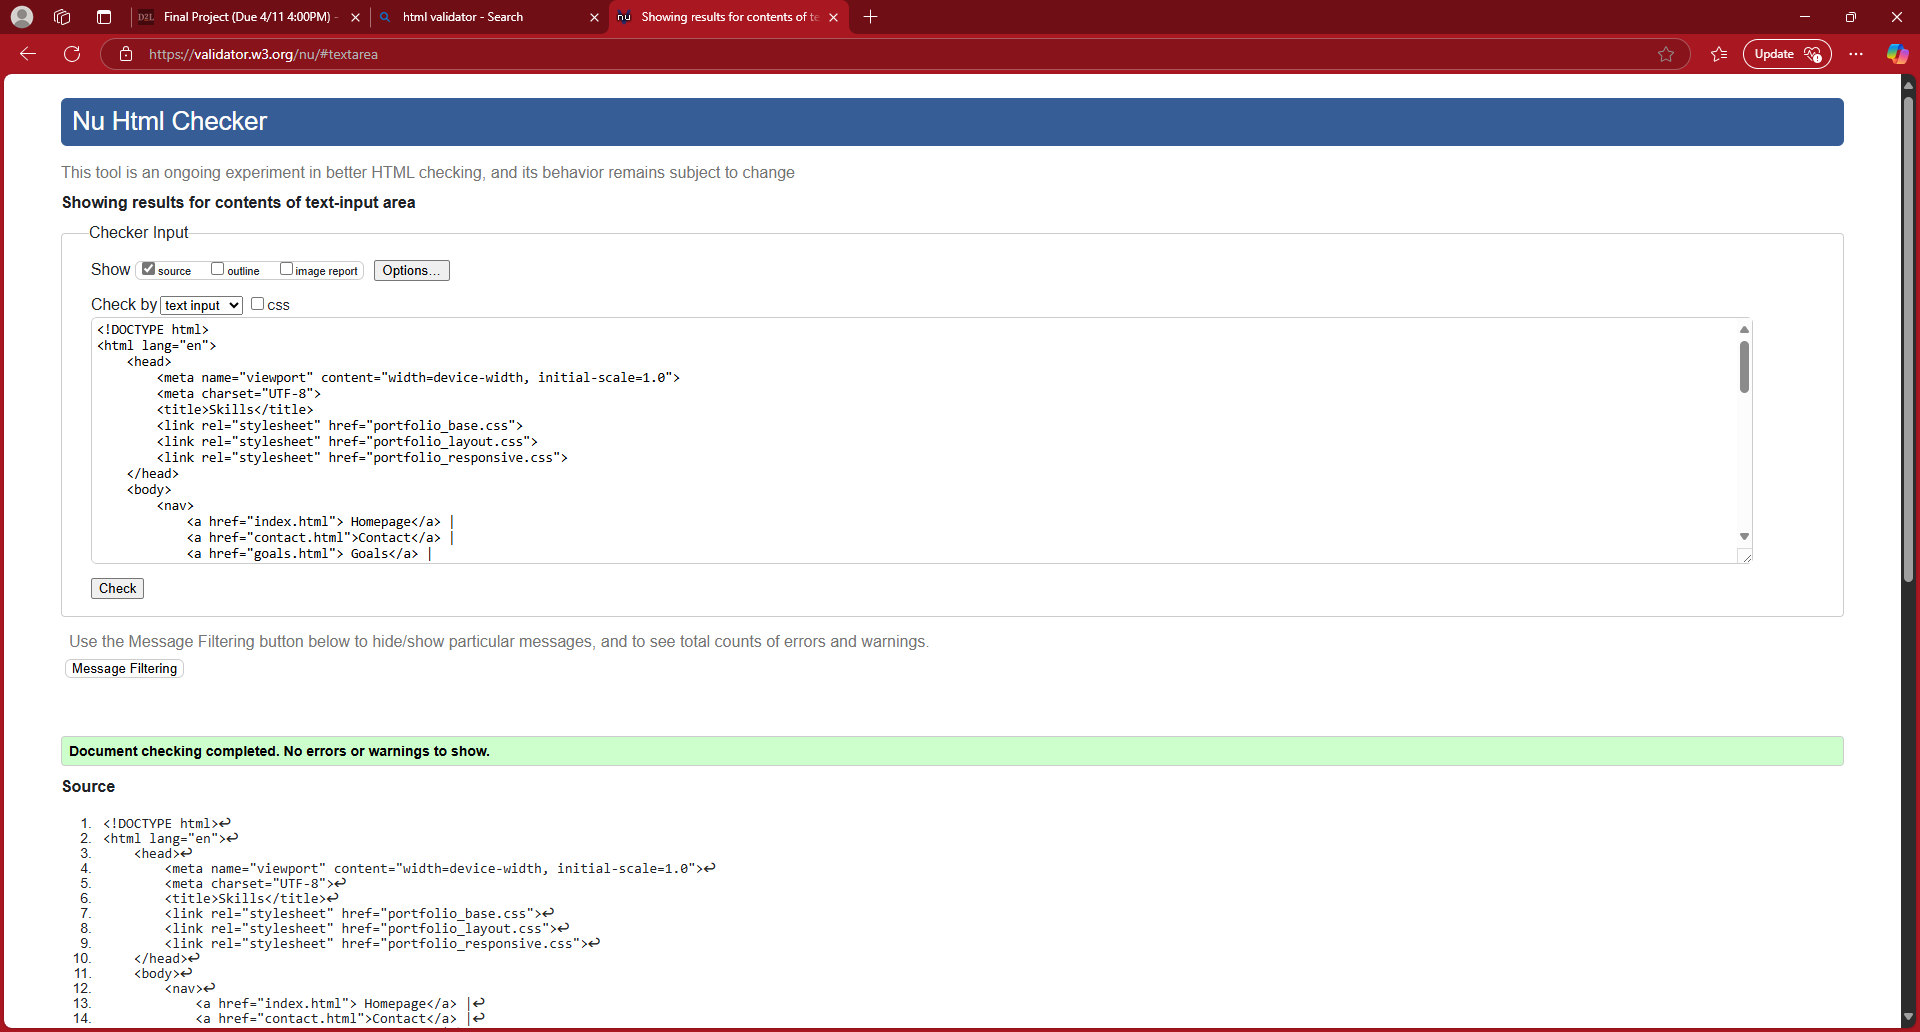 D2L Final Project (Due 4/11 4:00PM) -
html validator - Search
nu Showing results for contents of te
https://validator.w3.org/nu/#textarea
Update
Nu Html Checker
This tool is an ongoing experiment in better HTML checking, and its behavior remains subject to change
Showing results for contents of text-input area
Checker Input
Show source outline image report Options...
Check by text input css
<!DOCTYPE html>
<html lang="en">
<head>
<meta name="viewport" content="width=device-width, initial-scale=1.0">
<meta charset="UTF-8">
<title>Skills</title>
<link rel="stylesheet" href="portfolio_base.css">
<link rel="stylesheet" href="portfolio_layout.css">
<link rel="stylesheet" href="portfolio_responsive.css">
</head>
<body>
<nav>
<a href="index.html"> Homepage</a> |
<a href="contact.html">Contact</a> |
<a href="goals.html"> Goals</a> |
Check
Use the Message Filtering button below to hide/show particular messages, and to see total counts of errors and warnings.
Message Filtering
Document checking completed. No errors or warnings to show.
Source
1. <!DOCTYPE html>↩
2. <html lang="en">↩
3. <head>↩
4. <meta name="viewport" content="width=device-width, initial-scale=1.0">↩
5. <meta charset="UTF-8">↩
6. <title>Skills</title>↩
7. <link rel="stylesheet" href="portfolio_base.css">↩
8. <link rel="stylesheet" href="portfolio_layout.css">↩
9. <link rel="stylesheet" href="portfolio_responsive.css">↩
10. </head>↩
11. <body>↩
12. <nav>↩
13. <a href="index.html"> Homepage</a> |↩
14. <a href="contact.html">Contact</a> |↩